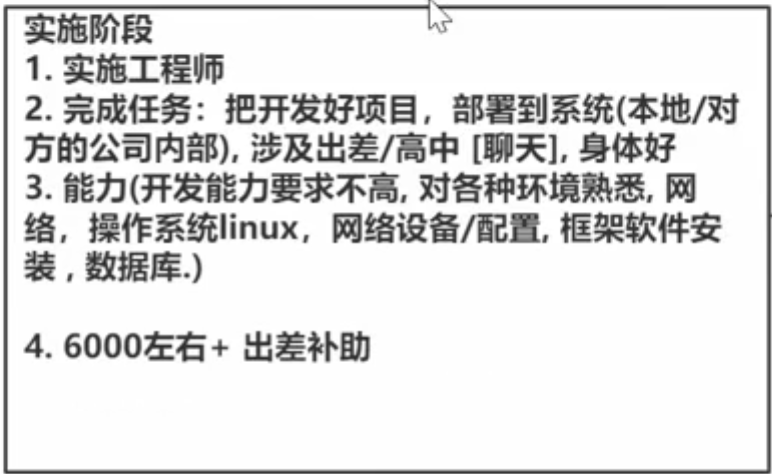 实施阶段
1. 实施工程师
2. 完成任务：把开发好项目，部署到系统(本地/对
方的公司内部), 涉及出差/高中 [聊天], 身体好
3. 能力(开发能力要求不高, 对各种环境熟悉, 网
络，操作系统linux，网络设备/配置, 框架软件安
装 , 数据库.)
4. 6000左右+ 出差补助